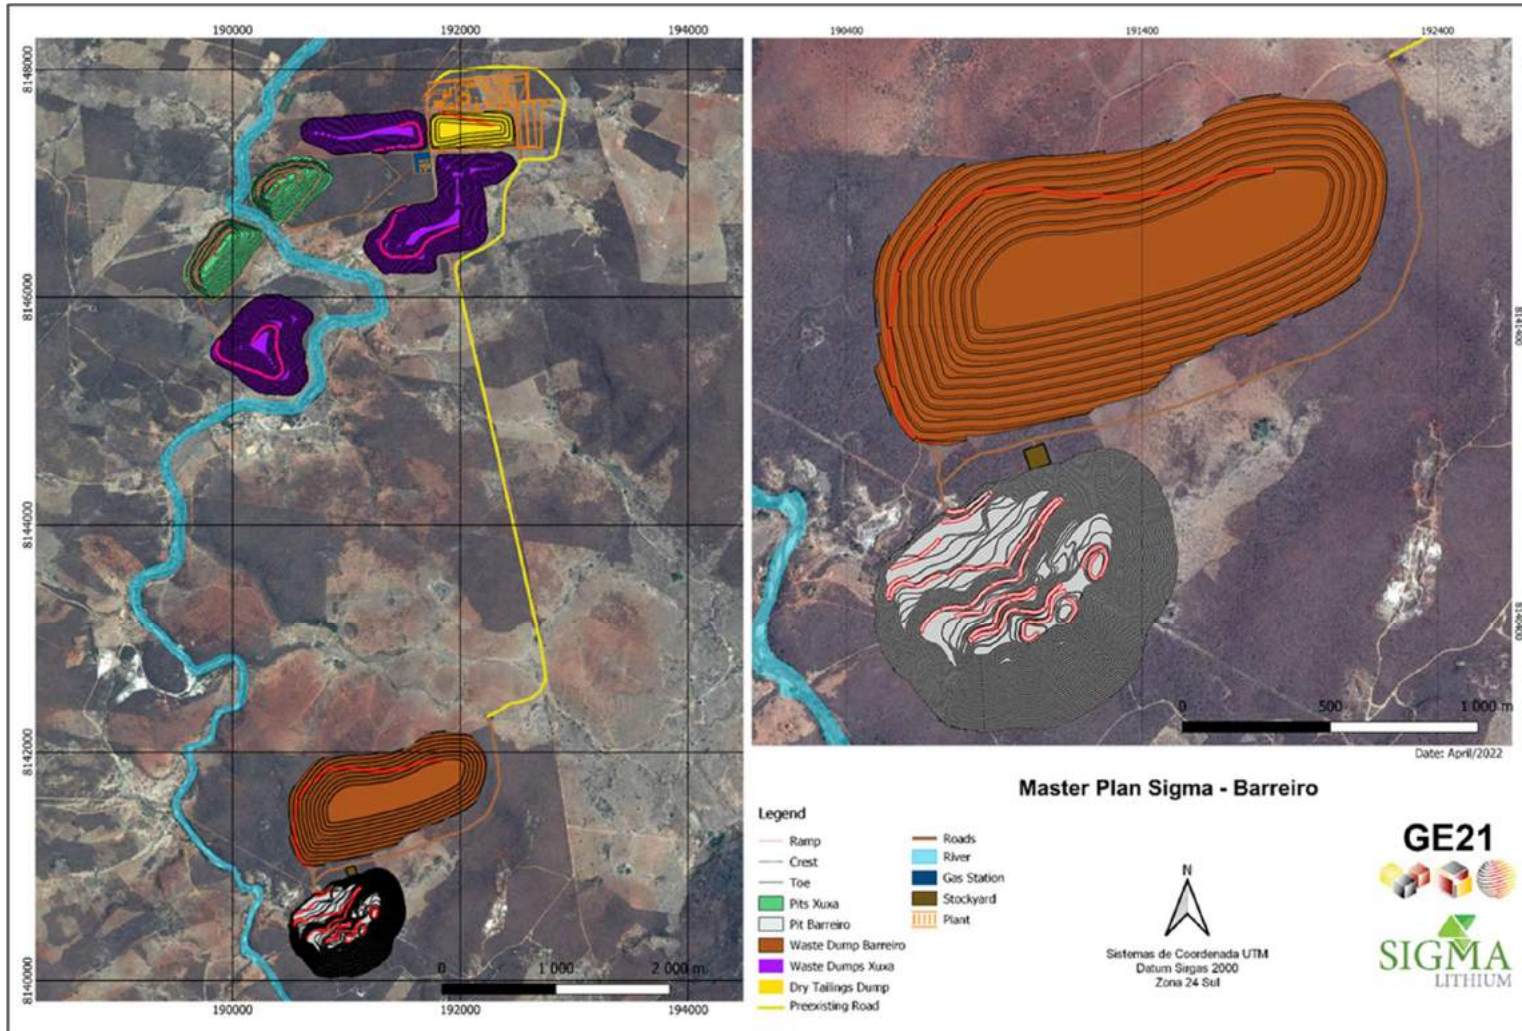 190000
192000
194000
190400
191400
192400
8148000
8146000
8144000
8142000
8140000
8141400
8140400
0
1 000
2 000 m
190000
192000
194000
0
500
1 000 m
Date: April/2022
Master Plan Sigma - Barreiro
Legend
Ramp
Crest
Toe
Pits Xuxa
Pit Barreiro
Waste Dump Barreiro
Waste Dumps Xuxa
Dry Tailings Dump
Preexisting Road
Roads
River
Gas Station
Stockyard
Plant
N
Sistemas de Coordenada UTM
Datum Sirgas 2000
Zona 24 Sul
GE21
SIGMA
LITHIUM